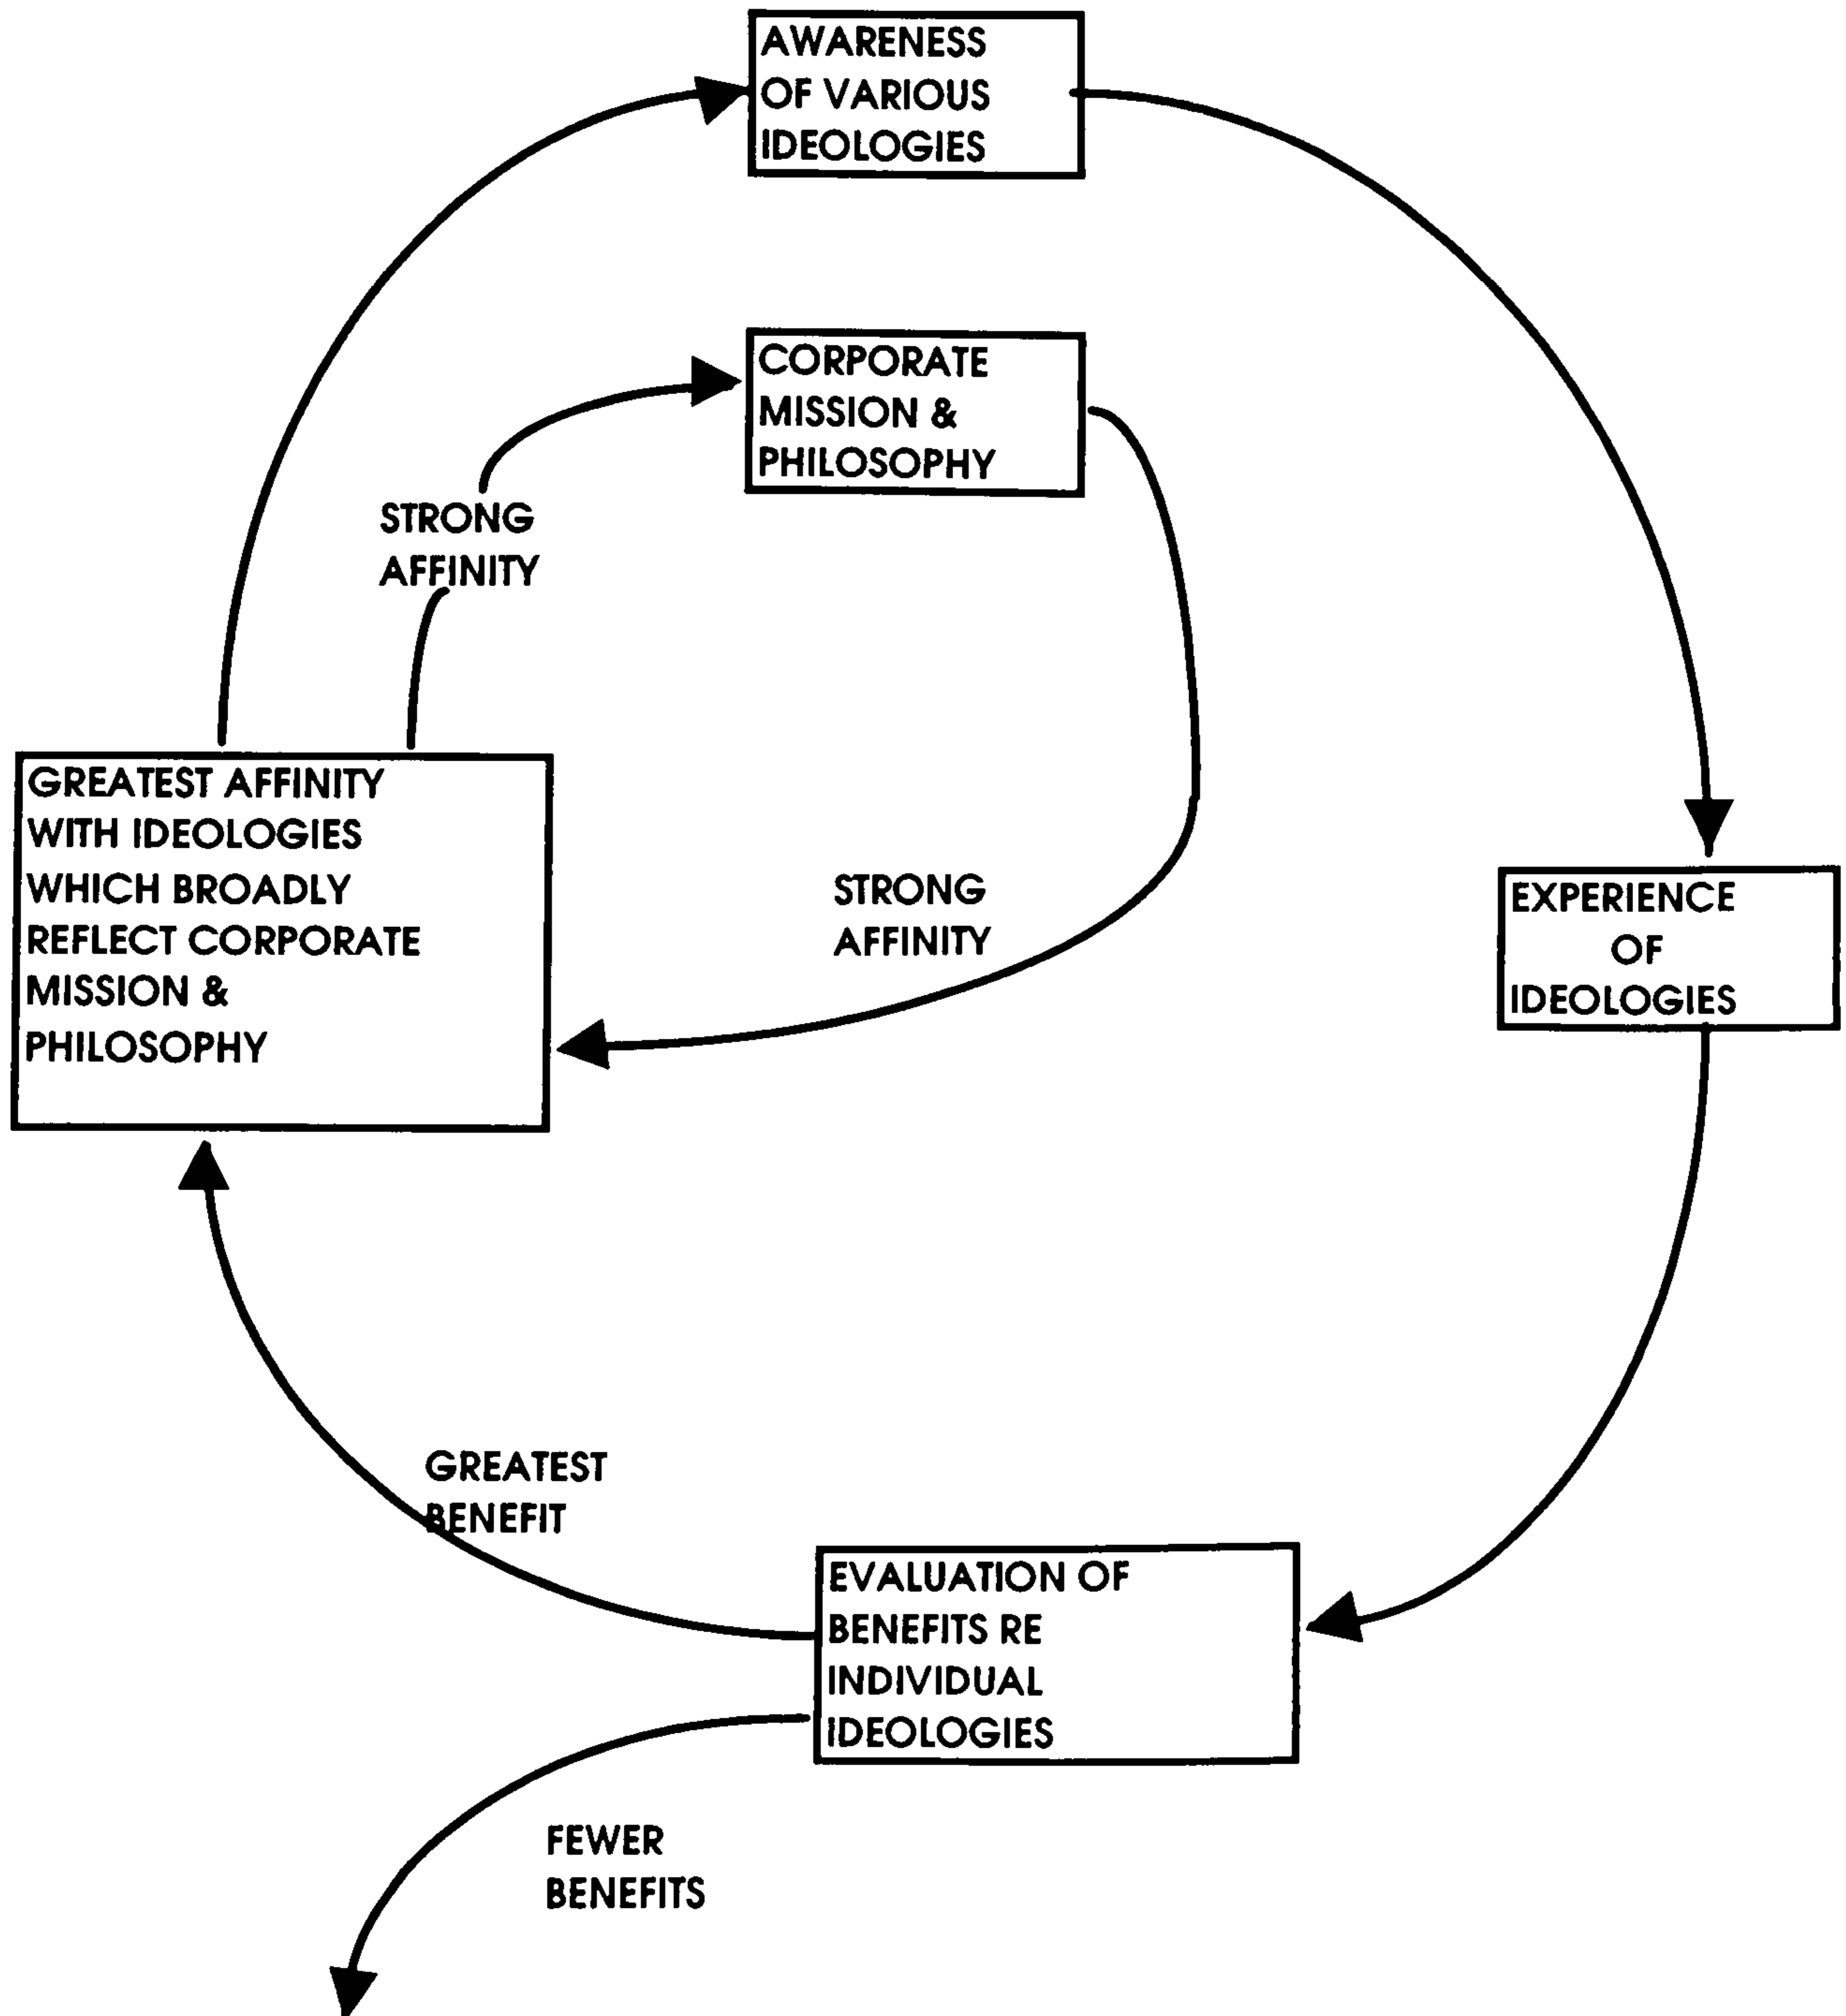 AWARENESS
OF VARIOUS
IDEOLOGIES
CORPORATE
MISSION &
PHILOSOPHY
STRONG
AFFINITY
GREATEST AFFINITY
WITH IDEOLOGIES
WHICH BROADLY
REFLECT CORPORATE
MISSION &
PHILOSOPHY
STRONG
AFFINITY
EXPERIENCE
OF
IDEOLOGIES
GREATEST
BENEFIT
EVALUATION OF
BENEFITS RE
INDIVIDUAL
IDEOLOGIES
FEWER
BENEFITS